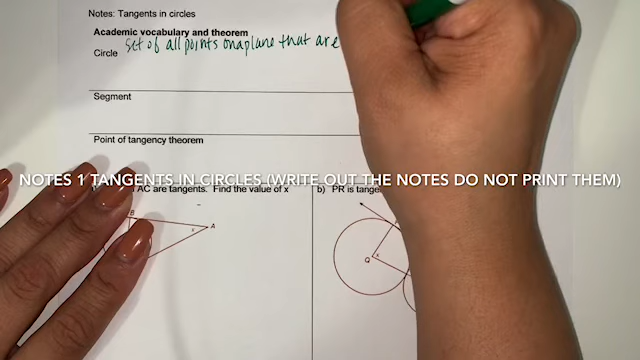 Notes: Tangents in circles
Academic vocabulary and theorem
Circle set of all points on a plane that are
Segment
Point of tangency theorem
NOTES 1 TANGENTS IN CIRCLES (WRITE OUT THE NOTES DO NOT PRINT THEM)
AC are tangents. Find the value of x
b) PR is
B
x A
Q x